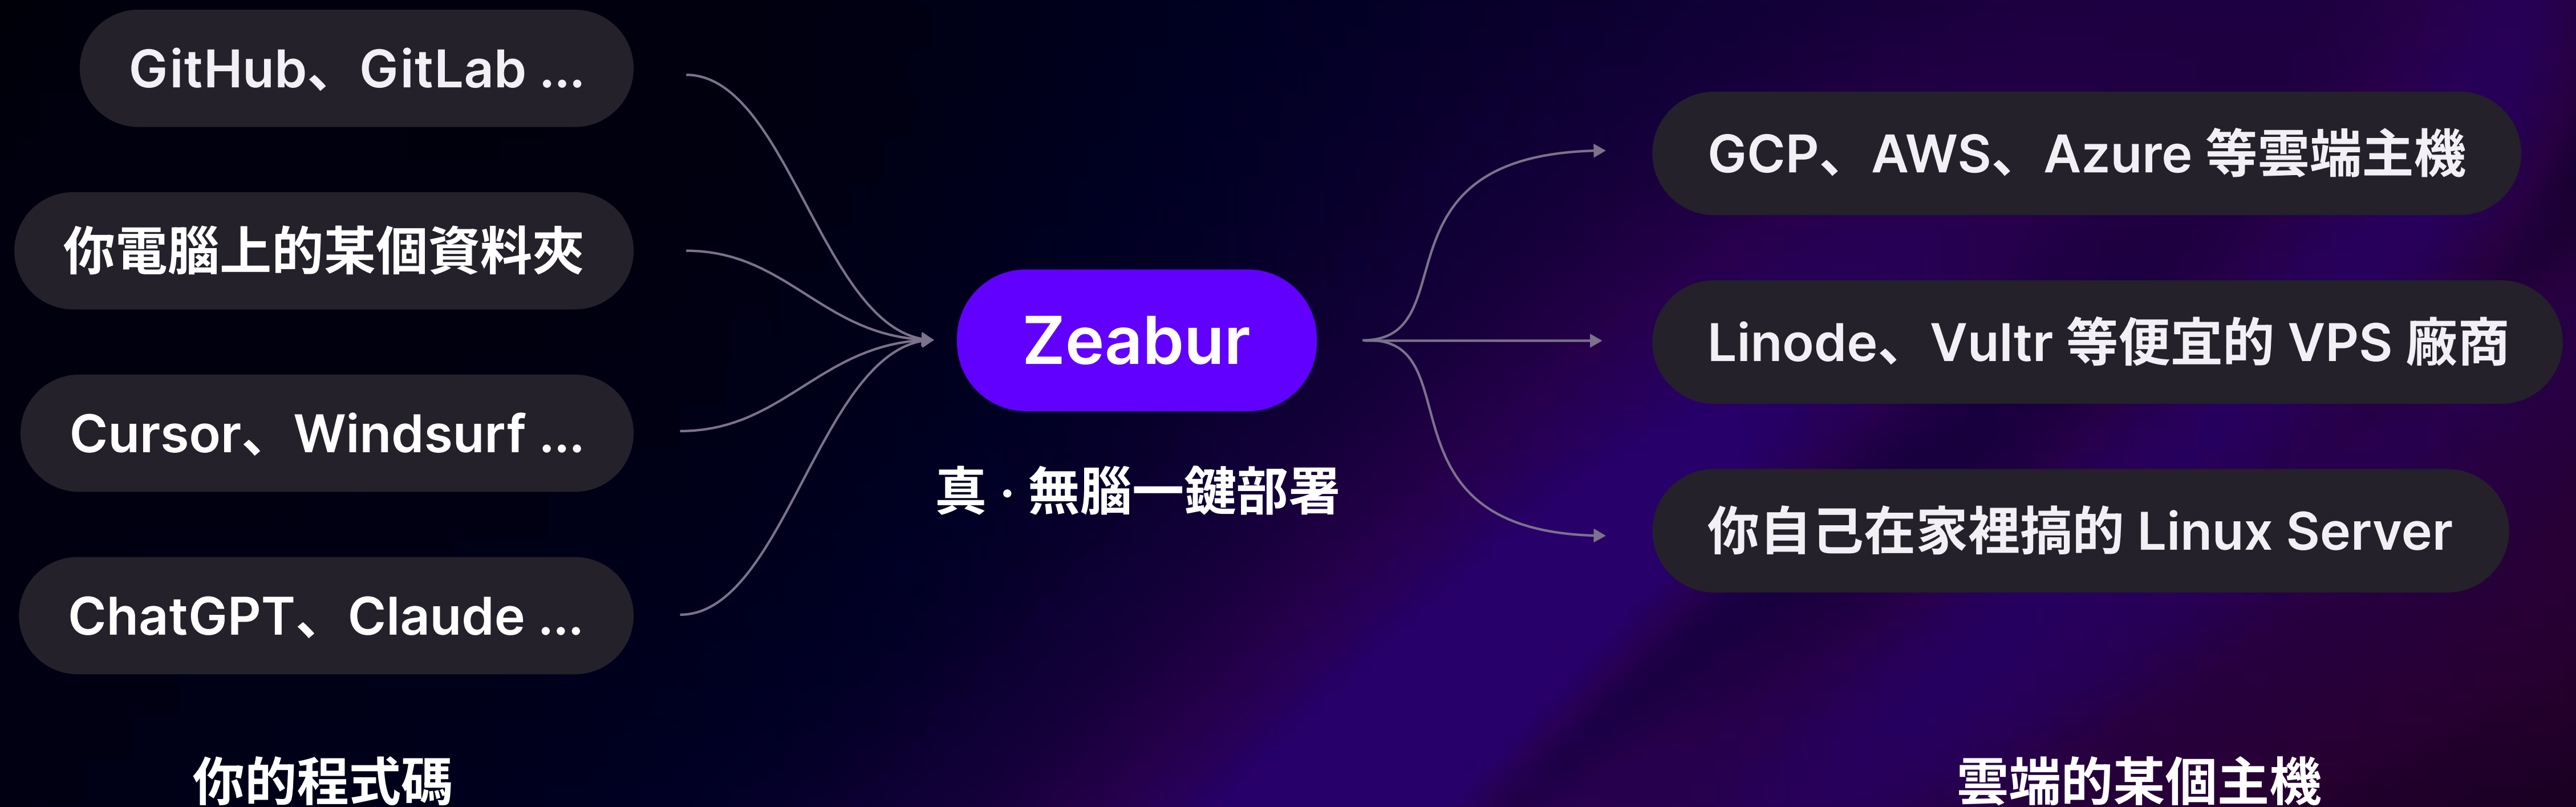 GitHub、GitLab ...
你電腦上的某個資料夾
Cursor、Windsurf ...
ChatGPT、Claude ...
你的程式碼
Zeabur
真 · 無腦一鍵部署
GCP、AWS、Azure 等雲端主機
Linode、Vultr 等便宜的 VPS 廠商
你自己在家裡搞的 Linux Server
雲端的某個主機